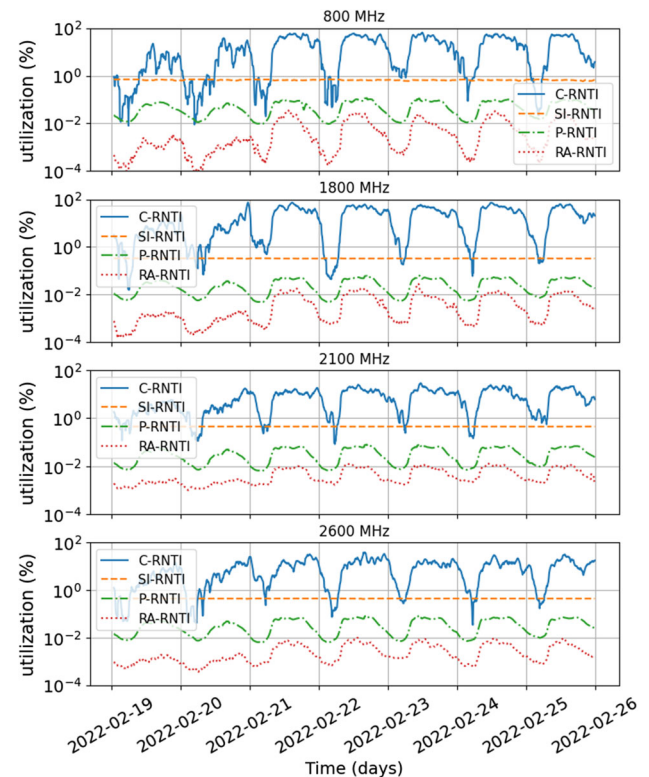 800 MHz
utilization (%)
10²
10⁰
10⁻²
10⁻⁴
C-RNTI
SI-RNTI
P-RNTI
RA-RNTI
1800 MHz
utilization (%)
10²
10⁰
10⁻²
10⁻⁴
C-RNTI
SI-RNTI
P-RNTI
RA-RNTI
2100 MHz
utilization (%)
10²
10⁰
10⁻²
10⁻⁴
C-RNTI
SI-RNTI
P-RNTI
RA-RNTI
2600 MHz
utilization (%)
10²
10⁰
10⁻²
10⁻⁴
C-RNTI
SI-RNTI
P-RNTI
RA-RNTI
2022-02-19
2022-02-20
2022-02-21
2022-02-22
2022-02-23
2022-02-24
2022-02-25
2022-02-26
Time (days)